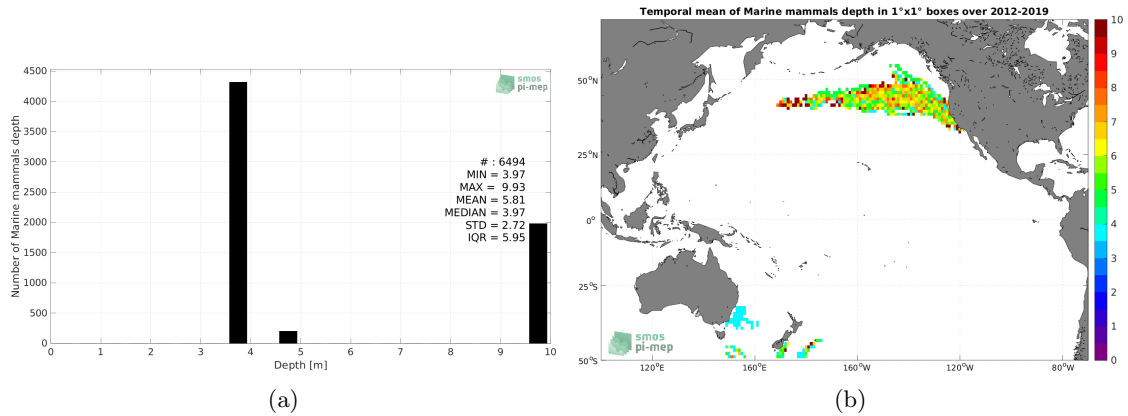 4500
4000
3500
3000
2500
2000
1500
1000
500
0
Number of Marine mammals depth
smos
pi-mep
# : 6494
MIN = 3.97
MAX = 9.93
MEAN = 5.81
MEDIAN = 3.97
STD = 2.72
IQR = 5.95
0 1 2 3 4 5 6 7 8 9 10
Depth [m]
(a)
Temporal mean of Marine mammals depth in 1°x1° boxes over 2012-2019
50°N
25°N
0°
25°S
50°S
smos
pi-mep
120°E 160°E 160°W 120°W 80°W
10
9
8
7
6
5
4
3
2
1
0
(b)